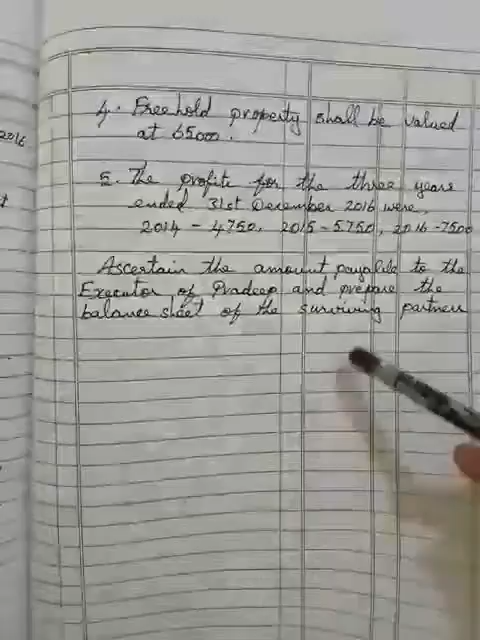 2016
4. Freehold property shall be valued
at 65000.
5. The profits for the three years
ended 31st December 2016 were,
2014 - 4750, 2015 - 5750, 2016 - 7500
Ascertain the amount payable to the
Executor of Pradeep and prepare the
balance sheet of the surviving partners